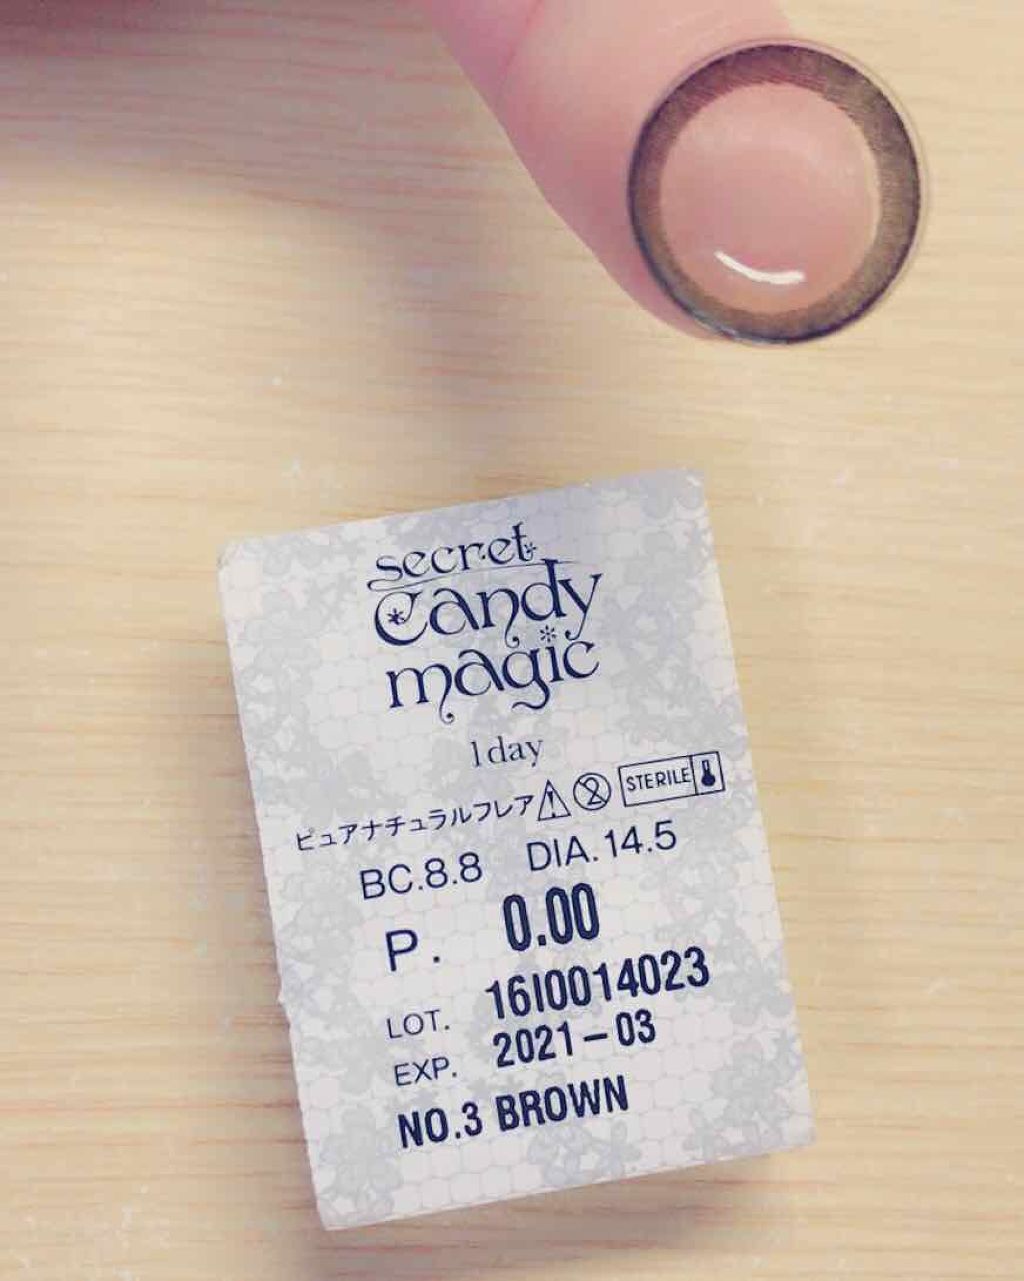 secret
candy
magic
1day
ピュアナチュラルフレア STERILE
BC.8.8 DIA.14.5
P. 0.00
LOT. 16I0014023
EXP. 2021-03
NO.3 BROWN